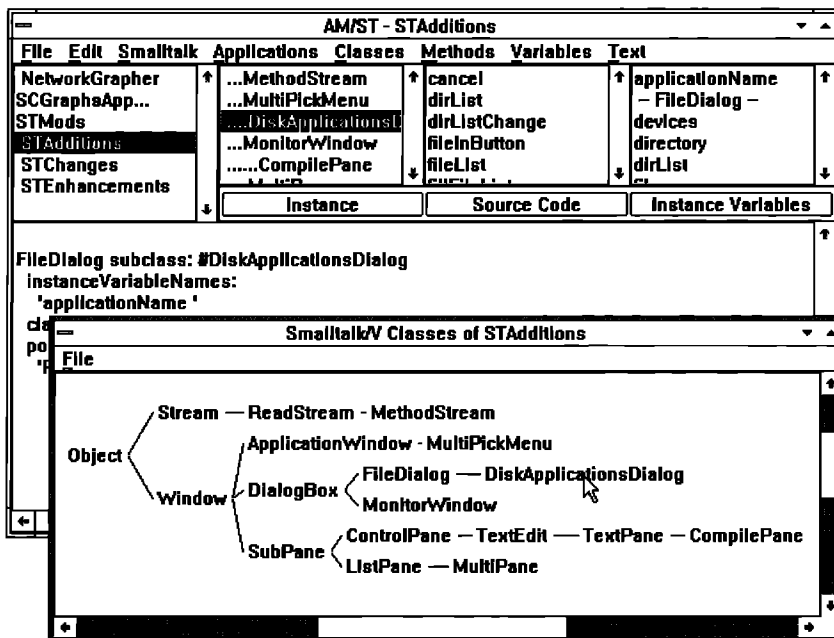 AM/ST - STAdditions
File Edit Smalltalk Applications Classes Methods Variables Text
NetworkGrapher
SCGraphsApp...
STMods
STAdditions
STChanges
STEnhancements
...MethodStream
...MultiPickMenu
....DiskApplicationsD
...MonitorWindow
......CompilePane
cancel
dirList
dirListChange
fileInButton
fileList
applicationName
- FileDialog -
devices
directory
dirList
Instance
Source Code
Instance Variables
FileDialog subclass: #DiskApplicationsDialog
instanceVariableNames:
'applicationName '
cla
po
Smalltalk/V Classes of STAdditions
File
Stream ReadStream - MethodStream
Object
ApplicationWindow - MultiPickMenu
Window
DialogBox
FileDialog DiskApplicationsDialog
MonitorWindow
SubPane
ControlPane TextEdit TextPane CompilePane
ListPane MultiPane